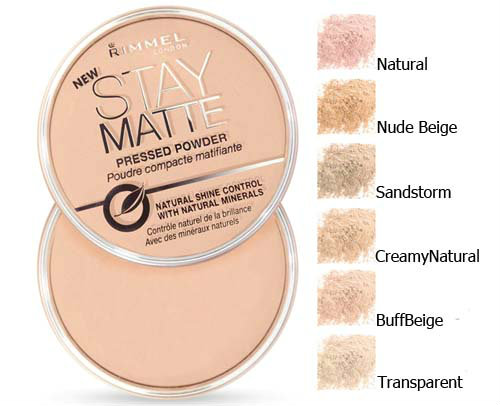 RIMMEL
LONDON
NEW
STAY
MATTE
PRESSED POWDER
Poudre compacte matifiante
NATURAL SHINE CONTROL
WITH NATURAL MINERALS
Contrôle naturel de la brillance
Avec des minéraux naturels
Natural
Nude Beige
Sandstorm
CreamyNatural
BuffBeige
Transparent